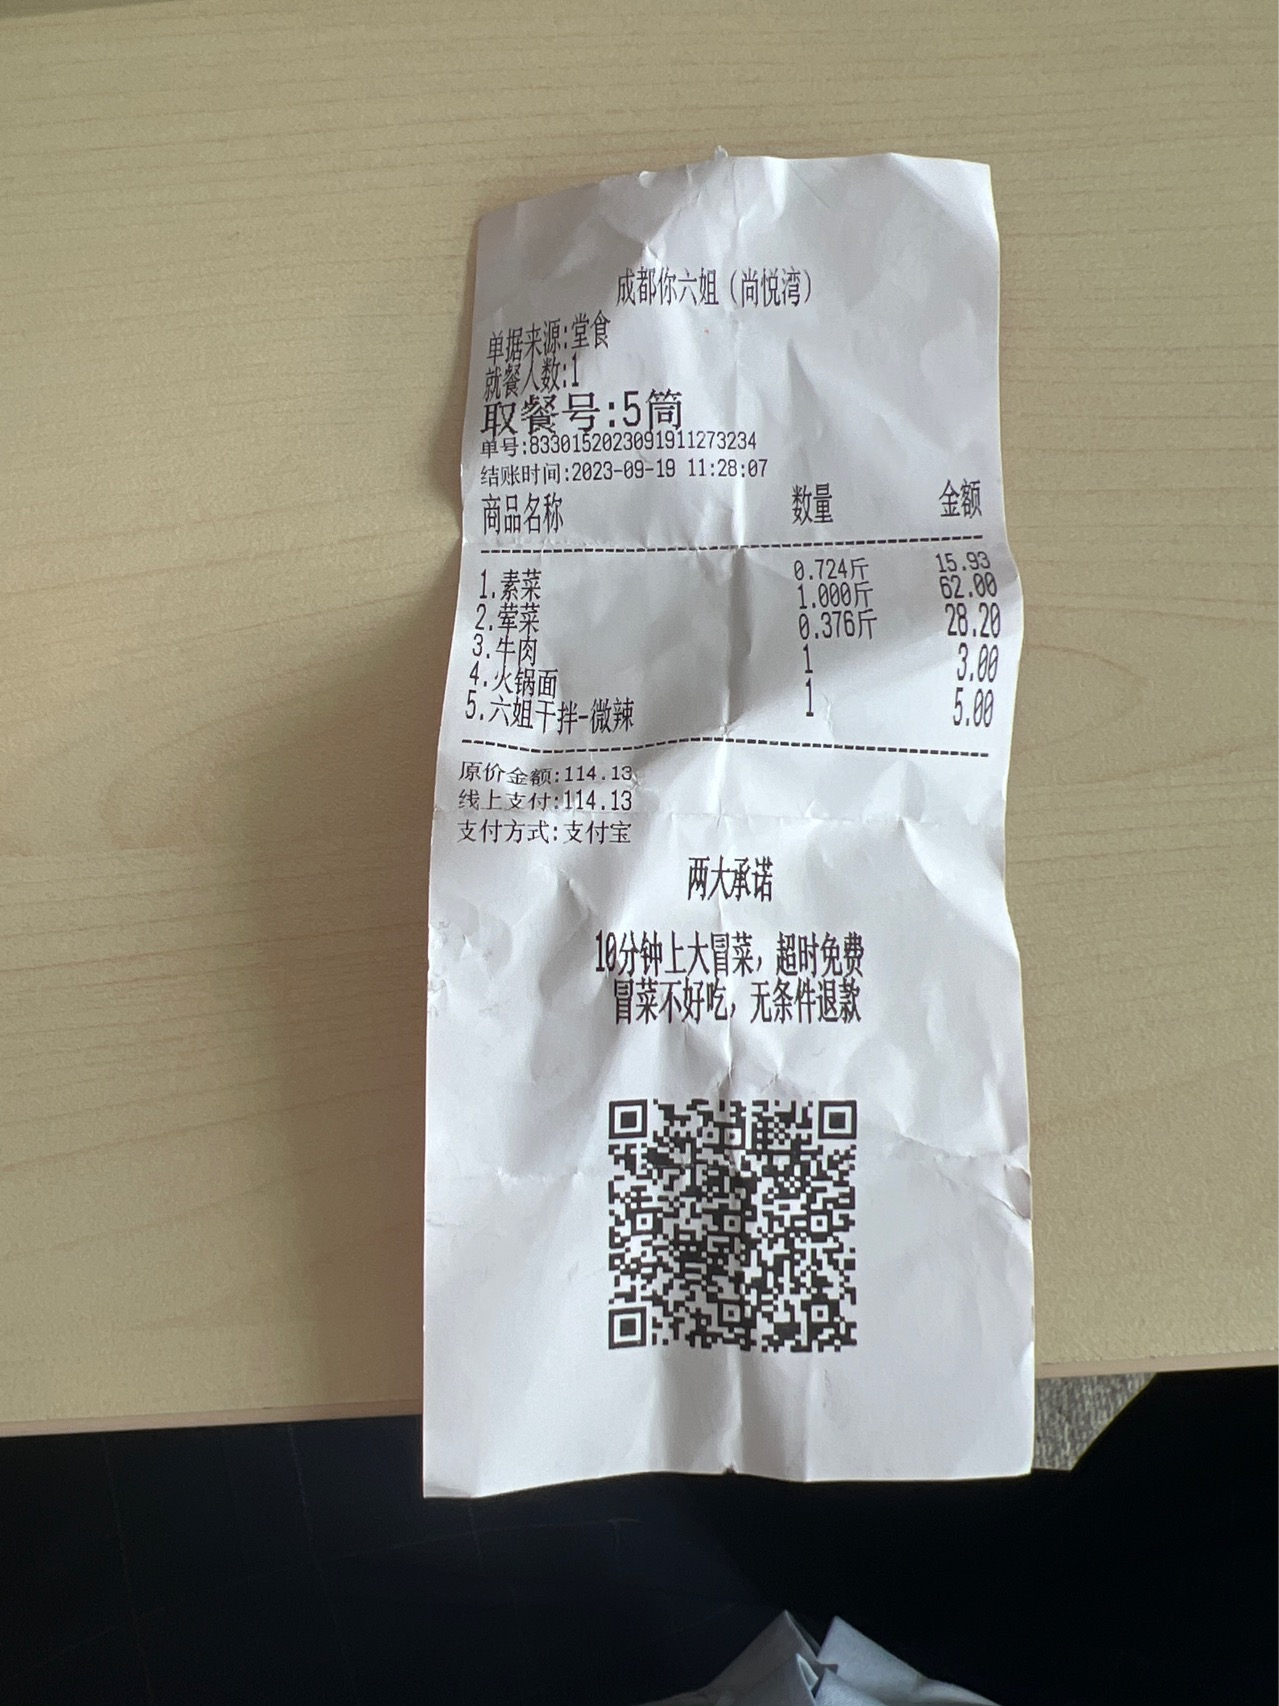 成都你六姐（尚悦湾）
单据来源:堂食
就餐人数:1
取餐号:5筒
单号:8330152023091911273234
结账时间:2023-09-19 11:28:07
商品名称 数量 金额
1.素菜 0.724斤 15.93
2.荤菜 1.000斤 62.00
3.牛肉 0.376斤 28.20
4.火锅面 1 3.00
5.六姐干拌-微辣 1 5.00
原价金额:114.13
线上支付:114.13
支付方式:支付宝
两大承诺
10分钟上大冒菜，超时免费
冒菜不好吃，无条件退款